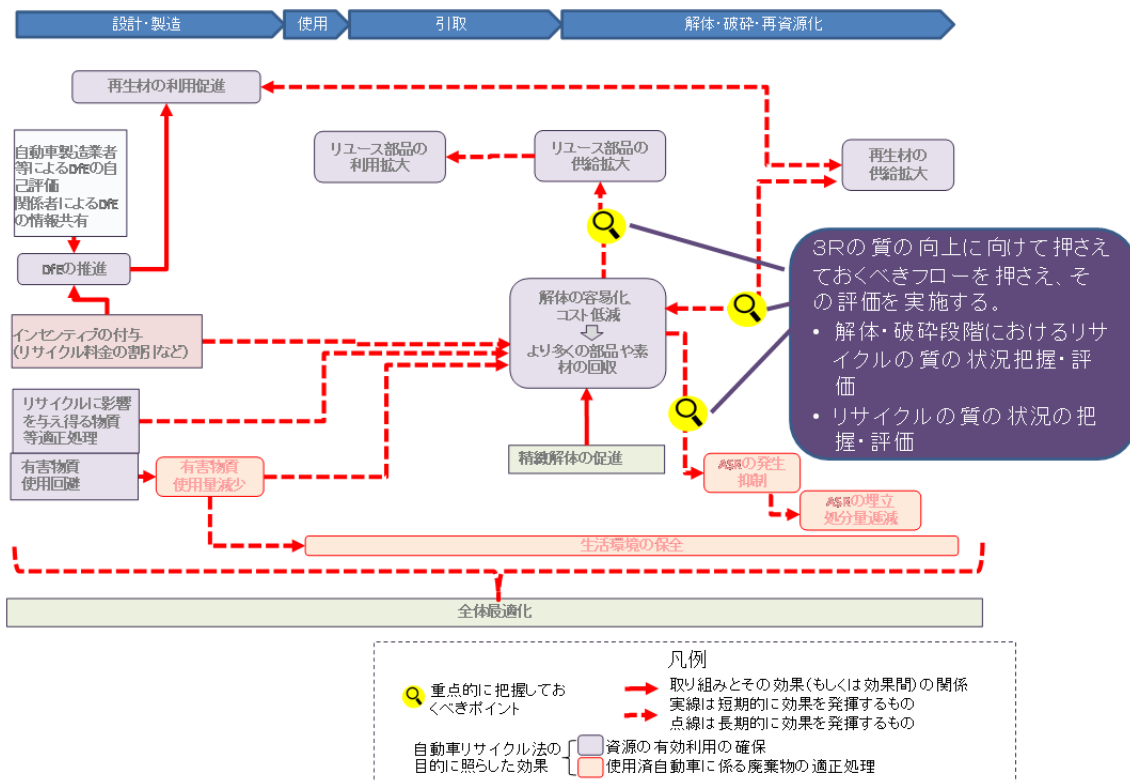 設計・製造
使用
引取
解体・破砕・再資源化
再生材の利用促進
自動車製造業者
等によるDfEの自
己評価
関係者によるDfE
の情報共有
リユース部品の
利用拡大
リユース部品の
供給拡大
再生材の
供給拡大
DfEの推進
解体の容易化、
コスト低減
より多くの部品や素
材の回収
3Rの質の向上に向けて押さえ
ておくべきフローを押さえ、そ
の評価を実施する。
• 解体・破砕段階におけるリサ
イクルの質の状況把握・評
価
• リサイクルの質の状況の把
握・評価
インセンティブの付与
(リサイクル料金の割引など)
リサイクルに影響
を与え得る物質
等適正処理
有害物質
使用回避
有害物質
使用量減少
精緻解体の促進
ASRの発生
抑制
ASRの埋立
処分量逓減
生活環境の保全
全体最適化
凡例
重点的に把握してお
くべきポイント
取り組みとその効果(もしくは効果間)の関係
実線は短期的に効果を発揮するもの
点線は長期的に効果を発揮するもの
自動車リサイクル法の
目的に照らした効果
資源の有効利用の確保
使用済自動車に係る廃棄物の適正処理